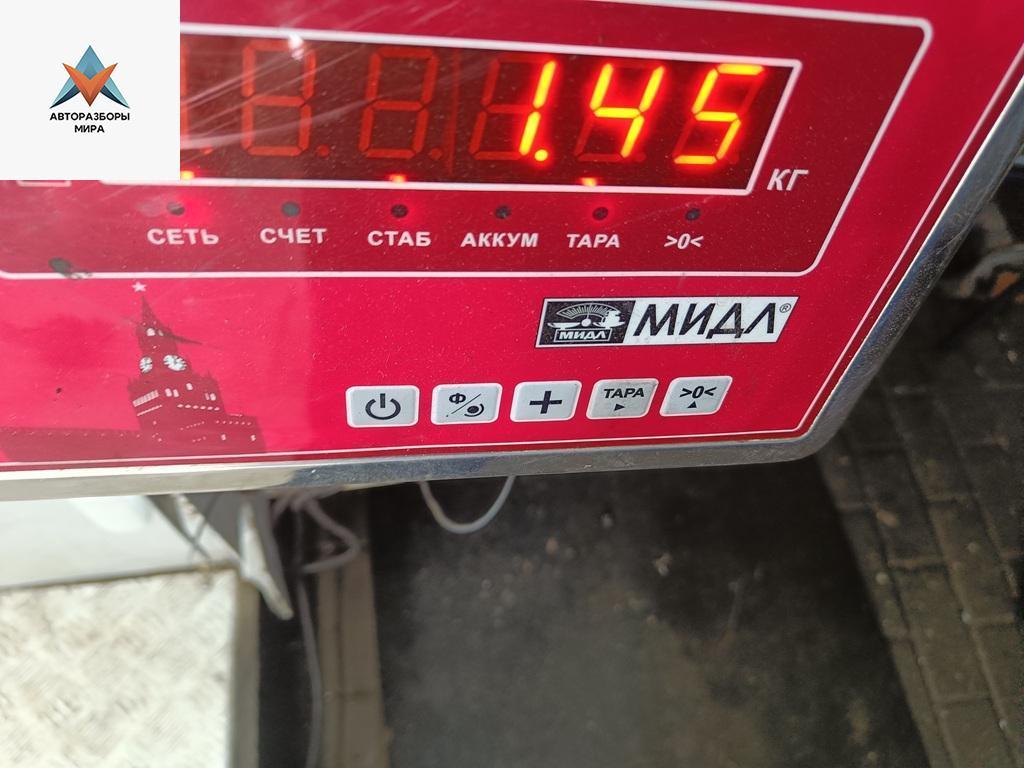 АВТОРАЗБОРЫ
МИРА
1.45
КГ
СЕТЬ СЧЕТ СТАБ АККУМ ТАРА >0<
МИДЛ МИДЛ®
Ф ТАРА >0<